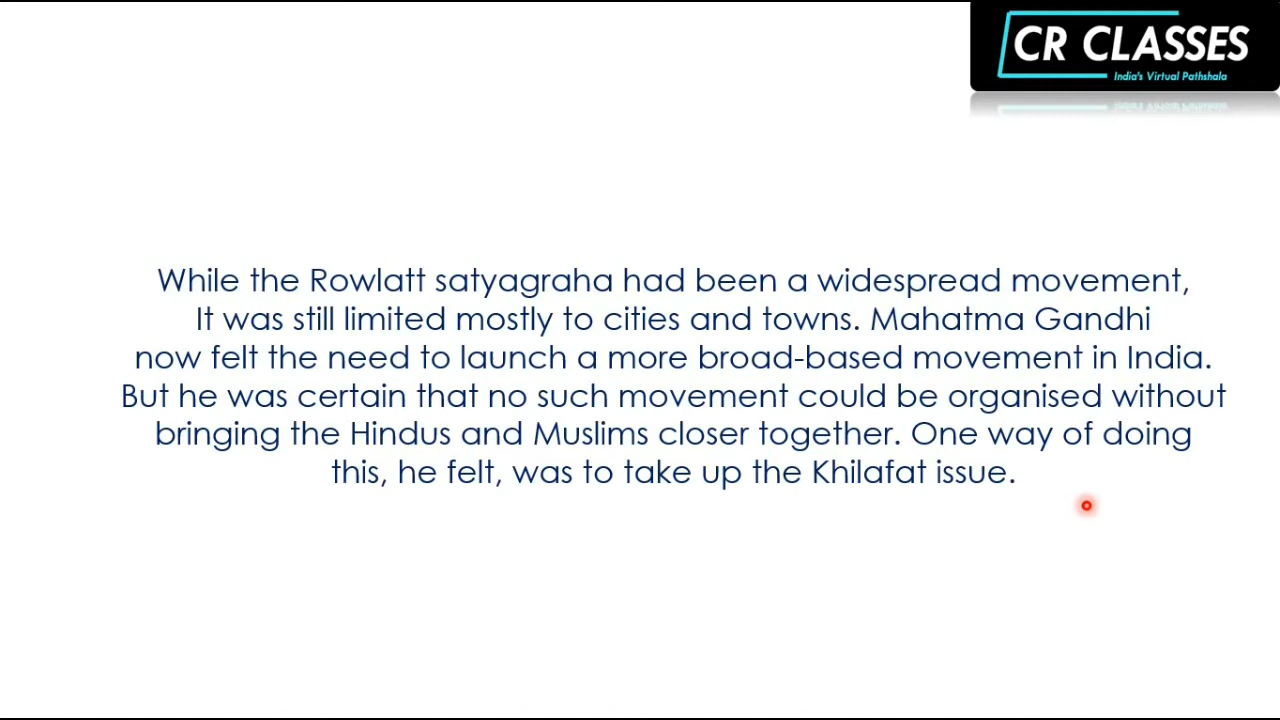 CR CLASSES
India's Virtual Pathshala
While the Rowlatt satyagraha had been a widespread movement,
It was still limited mostly to cities and towns. Mahatma Gandhi
now felt the need to launch a more broad-based movement in India.
But he was certain that no such movement could be organised without
bringing the Hindus and Muslims closer together. One way of doing
this, he felt, was to take up the Khilafat issue.